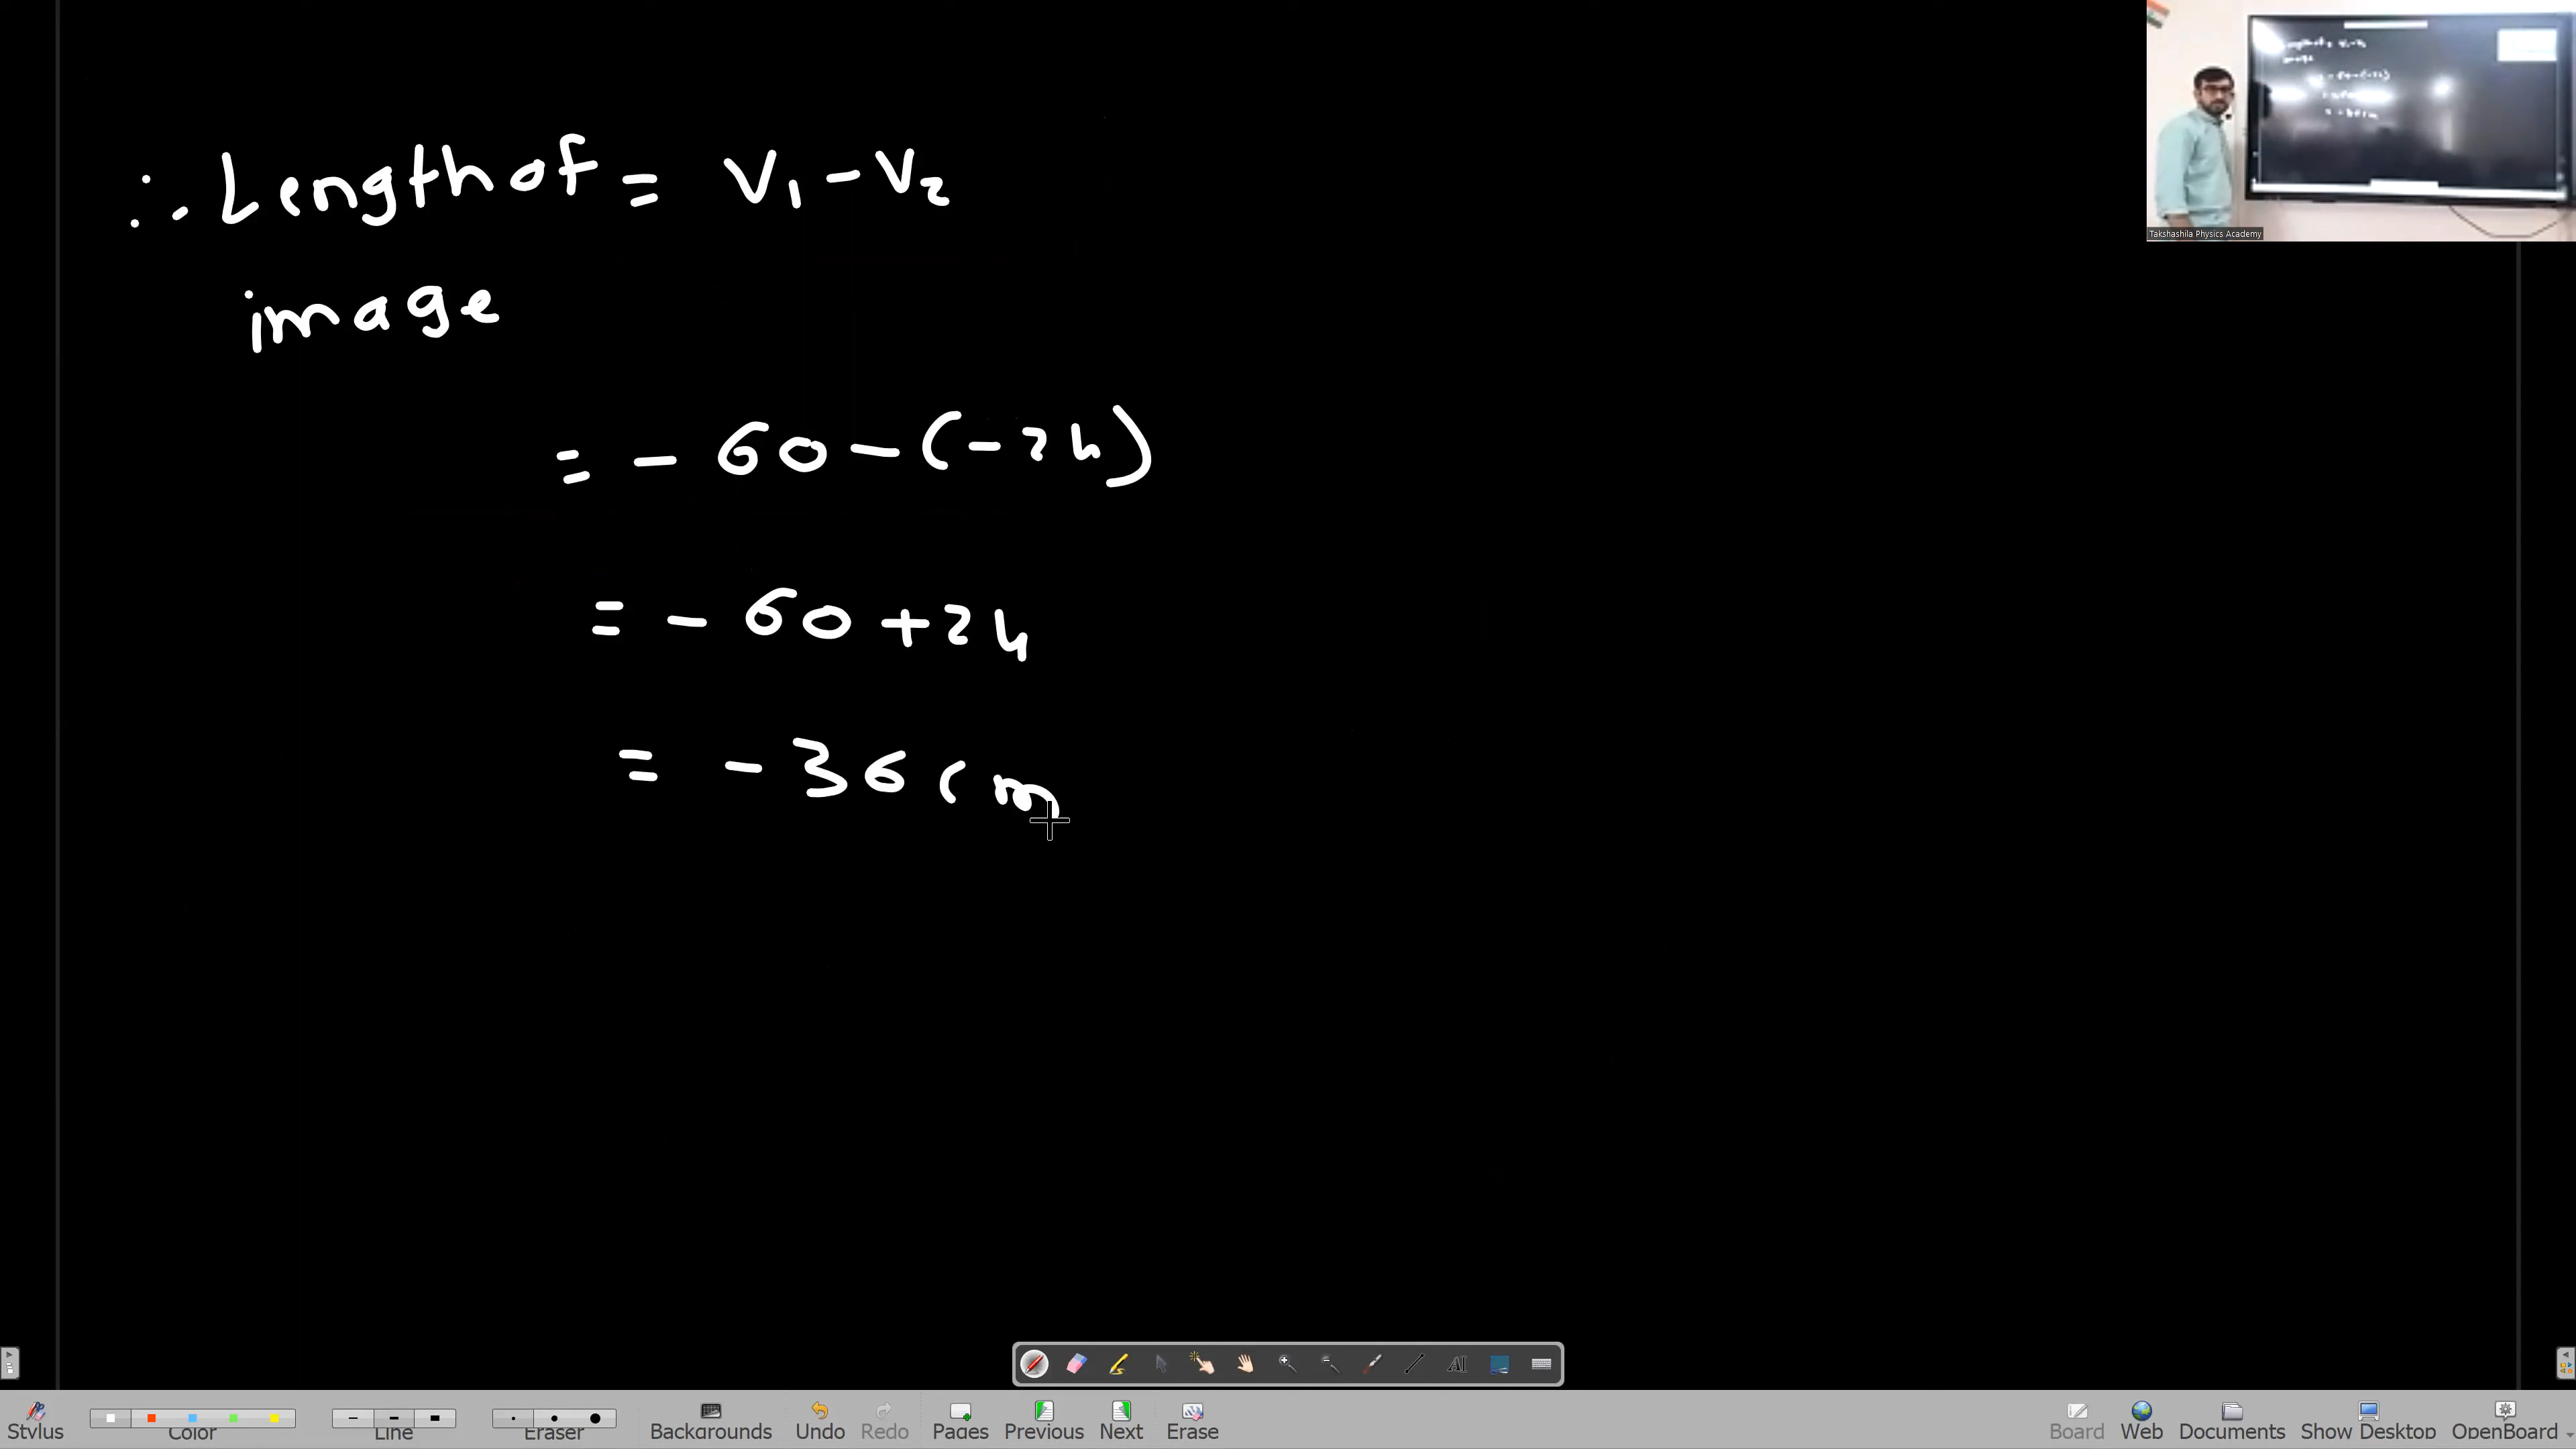 ∴ Length of = V₁ - V₂
image
= - 60 - (-24)
= - 60 + 24
= - 36 cm
Takshashila Physics Academy
Stylus
Color
Line
Eraser
Backgrounds
Undo
Redo
Pages
Previous
Next
Erase
Board
Web
Documents
Show Desktop
OpenBoard